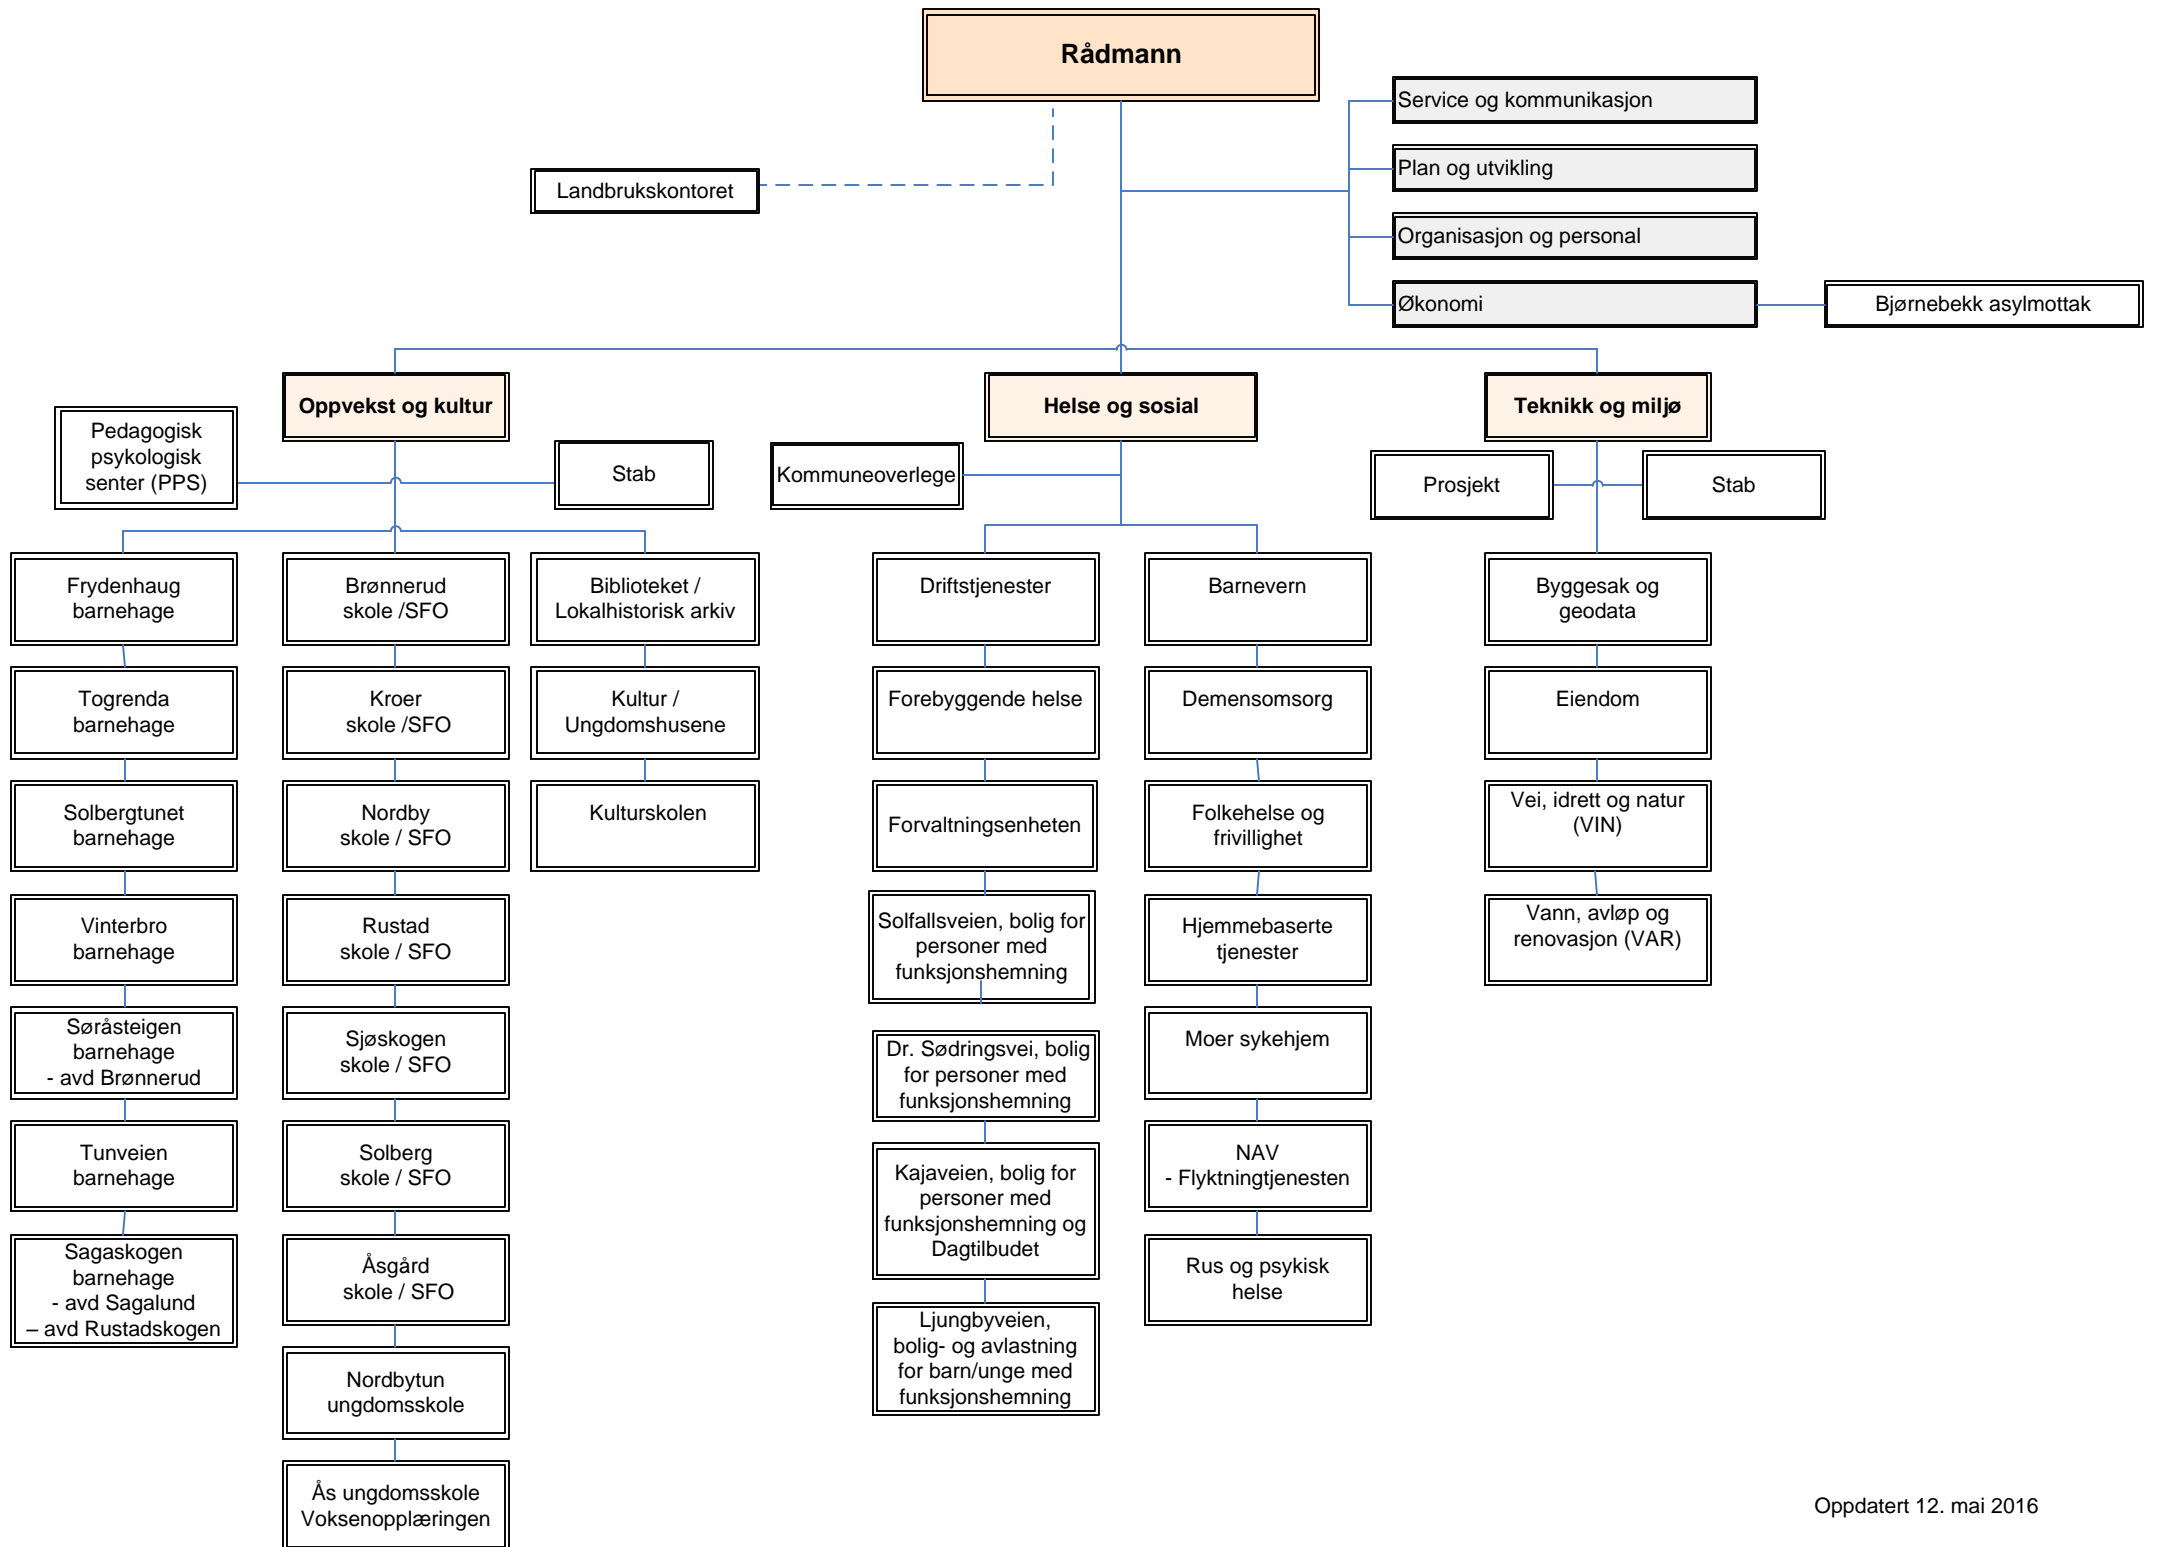 Rådmann
Service og kommunikasjon
Plan og utvikling
Landbrukskontoret
Organisasjon og personal
Økonomi
Bjørnebekk asylmottak
Oppvekst og kultur
Helse og sosial
Teknikk og miljø
Pedagogisk
psykologisk
senter (PPS)
Stab
Kommuneoverlege
Prosjekt
Stab
Frydenhaug
barnehage
Togrenda
barnehage
Solbergtunet
barnehage
Vinterbro
barnehage
Søråsteigen
barnehage
- avd Brønnerud
Tunveien
barnehage
Sagaskogen
barnehage
- avd Sagalund
– avd Rustadskogen
Brønnerud
skole /SFO
Kroer
skole /SFO
Nordby
skole / SFO
Rustad
skole / SFO
Sjøskogen
skole / SFO
Solberg
skole / SFO
Åsgård
skole / SFO
Nordbytun
ungdomsskole
Ås ungdomsskole
Voksenopplæringen
Biblioteket /
Lokalhistorisk arkiv
Kultur /
Ungdomshusene
Kulturskolen
Driftstjenester
Forebyggende helse
Forvaltningsenheten
Solfallsveien, bolig for
personer med
funksjonshemning
Dr. Sødringsvei, bolig
for personer med
funksjonshemning
Kajaveien, bolig for
personer med
funksjonshemning og
Dagtilbudet
Ljungbyveien,
bolig- og avlastning
for barn/unge med
funksjonshemning
Barnevern
Demensomsorg
Folkehelse og
frivillighet
Hjemmebaserte
tjenester
Moer sykehjem
NAV
- Flyktningtjenesten
Rus og psykisk
helse
Byggesak og
geodata
Eiendom
Vei, idrett og natur
(VIN)
Vann, avløp og
renovasjon (VAR)
Oppdatert 12. mai 2016